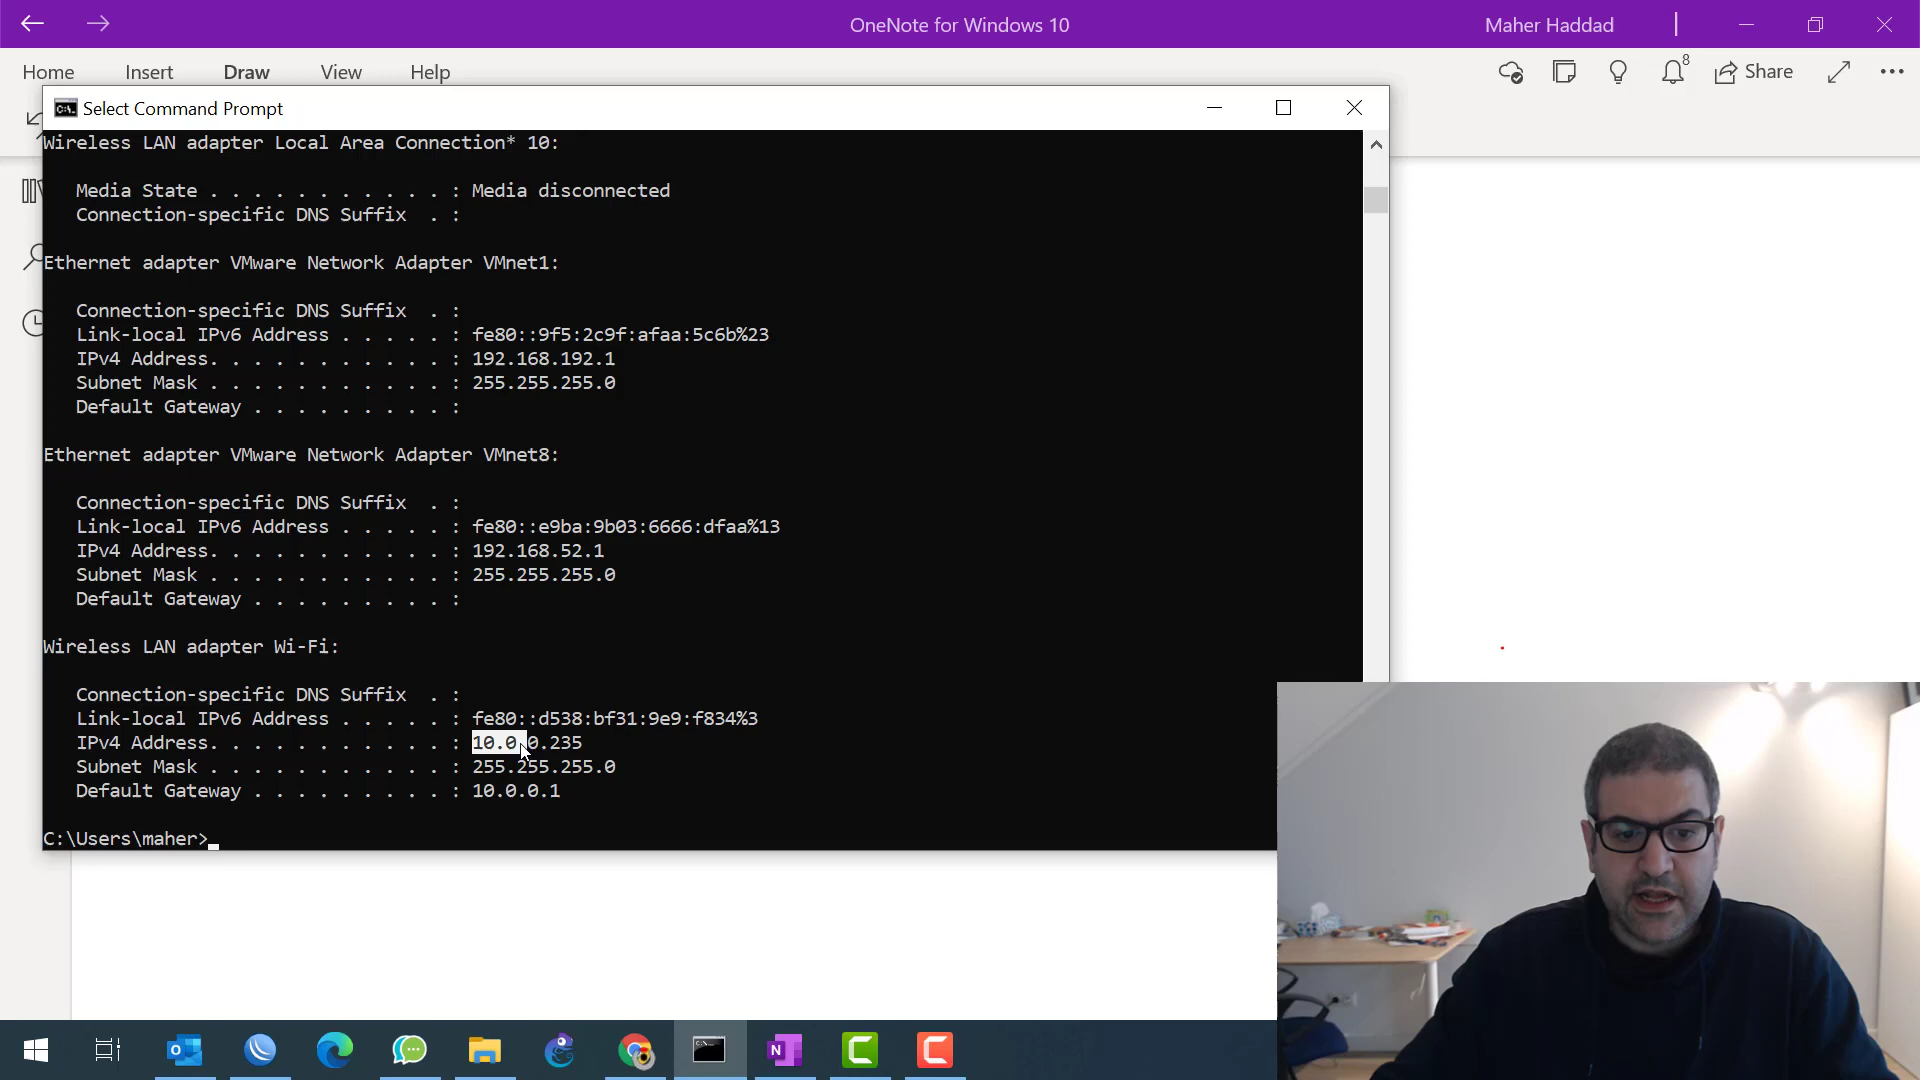 OneNote for Windows 10
Maher Haddad
Home Insert Draw View Help
8
Share
Select Command Prompt
Wireless LAN adapter Local Area Connection* 10:
Media State . . . . . . . . . . . : Media disconnected
Connection-specific DNS Suffix . :
Ethernet adapter VMware Network Adapter VMnet1:
Connection-specific DNS Suffix . :
Link-local IPv6 Address . . . . . : fe80::9f5:2c9f:afaa:5c6b%23
IPv4 Address. . . . . . . . . . . : 192.168.192.1
Subnet Mask . . . . . . . . . . . : 255.255.255.0
Default Gateway . . . . . . . . . :
Ethernet adapter VMware Network Adapter VMnet8:
Connection-specific DNS Suffix . :
Link-local IPv6 Address . . . . . : fe80::e9ba:9b03:6666:dfaa%13
IPv4 Address. . . . . . . . . . . : 192.168.52.1
Subnet Mask . . . . . . . . . . . : 255.255.255.0
Default Gateway . . . . . . . . . :
Wireless LAN adapter Wi-Fi:
Connection-specific DNS Suffix . :
Link-local IPv6 Address . . . . . : fe80::d538:bf31:9e9:f834%3
IPv4 Address. . . . . . . . . . . : 10.0.0.235
Subnet Mask . . . . . . . . . . . : 255.255.255.0
Default Gateway . . . . . . . . . : 10.0.0.1
C:\Users\maher>